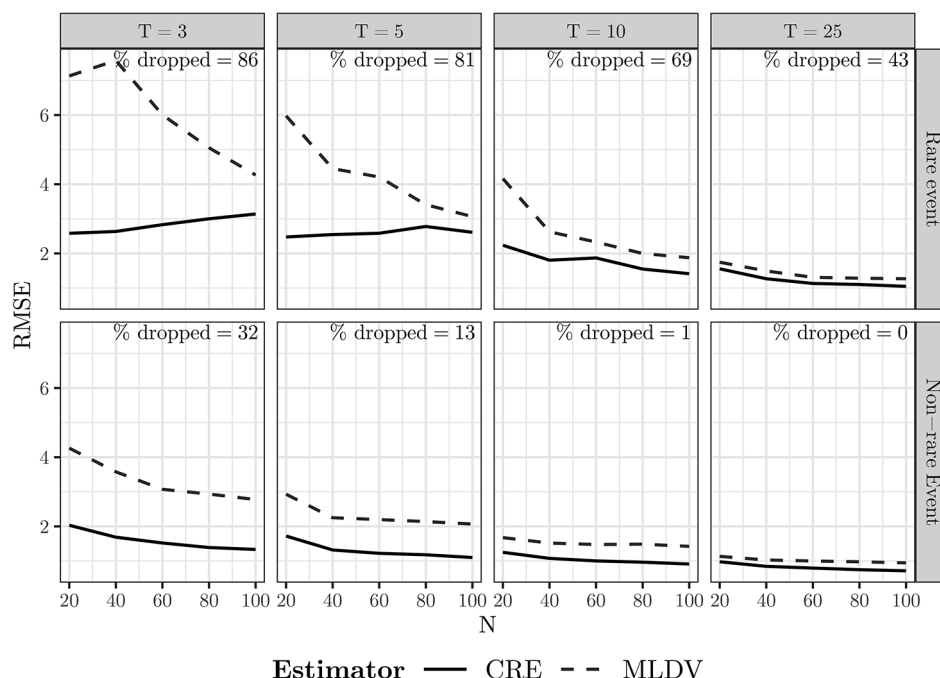 T = 3
T = 5
T = 10
T = 25
% dropped = 86
% dropped = 81
% dropped = 69
% dropped = 43
Rare event
6
4
2
% dropped = 32
% dropped = 13
% dropped = 1
% dropped = 0
Non−rare Event
6
4
2
RMSE
20 40 60 80 100
20 40 60 80 100
20 40 60 80 100
20 40 60 80 100
N
Estimator CRE MLDV